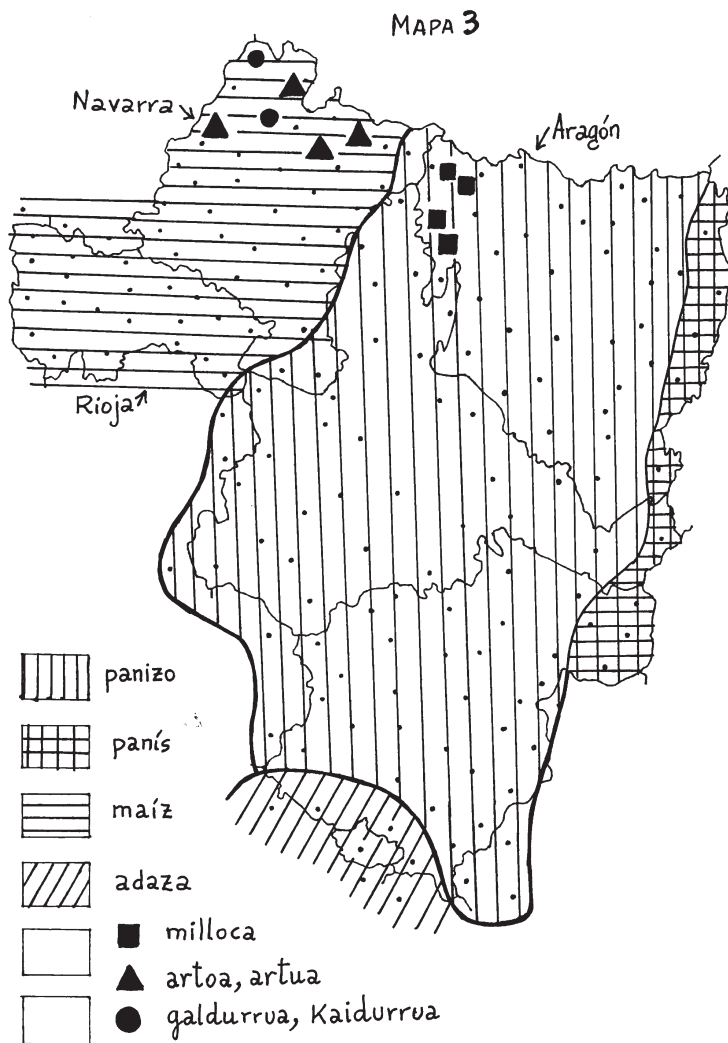 MAPA 3
Navarra
Aragón
Rioja
panizo
panís
maíz
adaza
milloca
artoa, artua
galdurrua, Kaidurrua